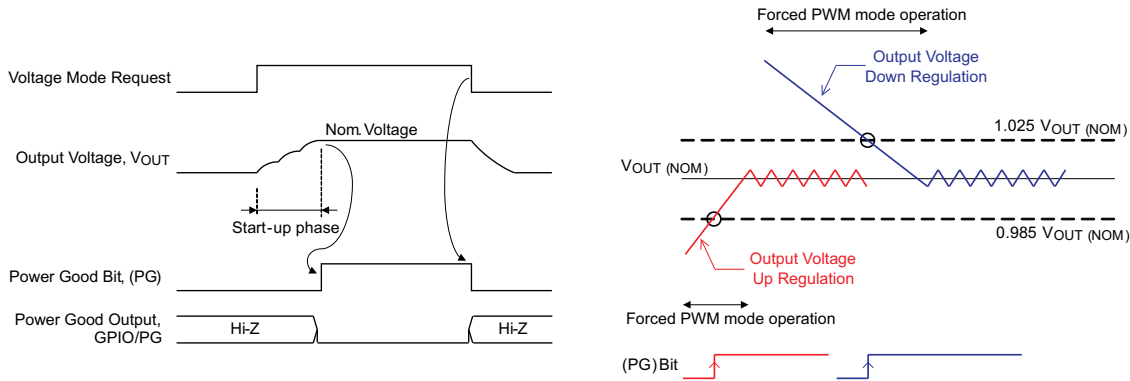 Voltage Mode Request
Nom. Voltage
Output Voltage, VOUT
Start-up phase
Power Good Bit, (PG)
Power Good Output,
GPIO/PG
Hi-Z
Hi-Z
Forced PWM mode operation
Output Voltage
Down Regulation
1.025 VOUT (NOM)
VOUT (NOM)
0.985 VOUT (NOM)
Output Voltage
Up Regulation
Forced PWM mode operation
(PG) Bit